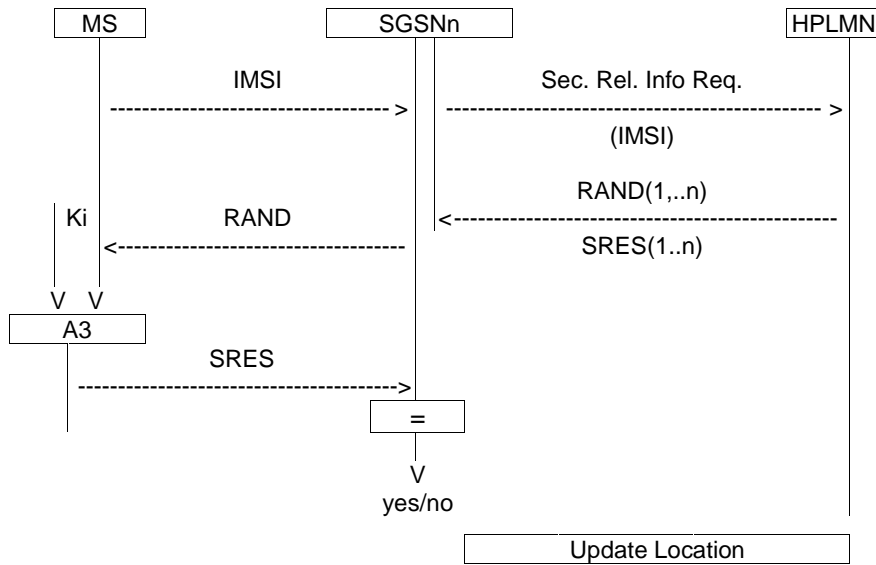 MS SGSNn HPLMN
IMSI Sec. Rel. Info Req.
----------------------------------- > ----------------------------------------------- >
(IMSI)
RAND(1,..n)
Ki RAND <------------------------------------------------
<------------------------------------ SRES(1..n)
V V
A3
SRES
---------------------------------------->
=
V
yes/no
Update Location